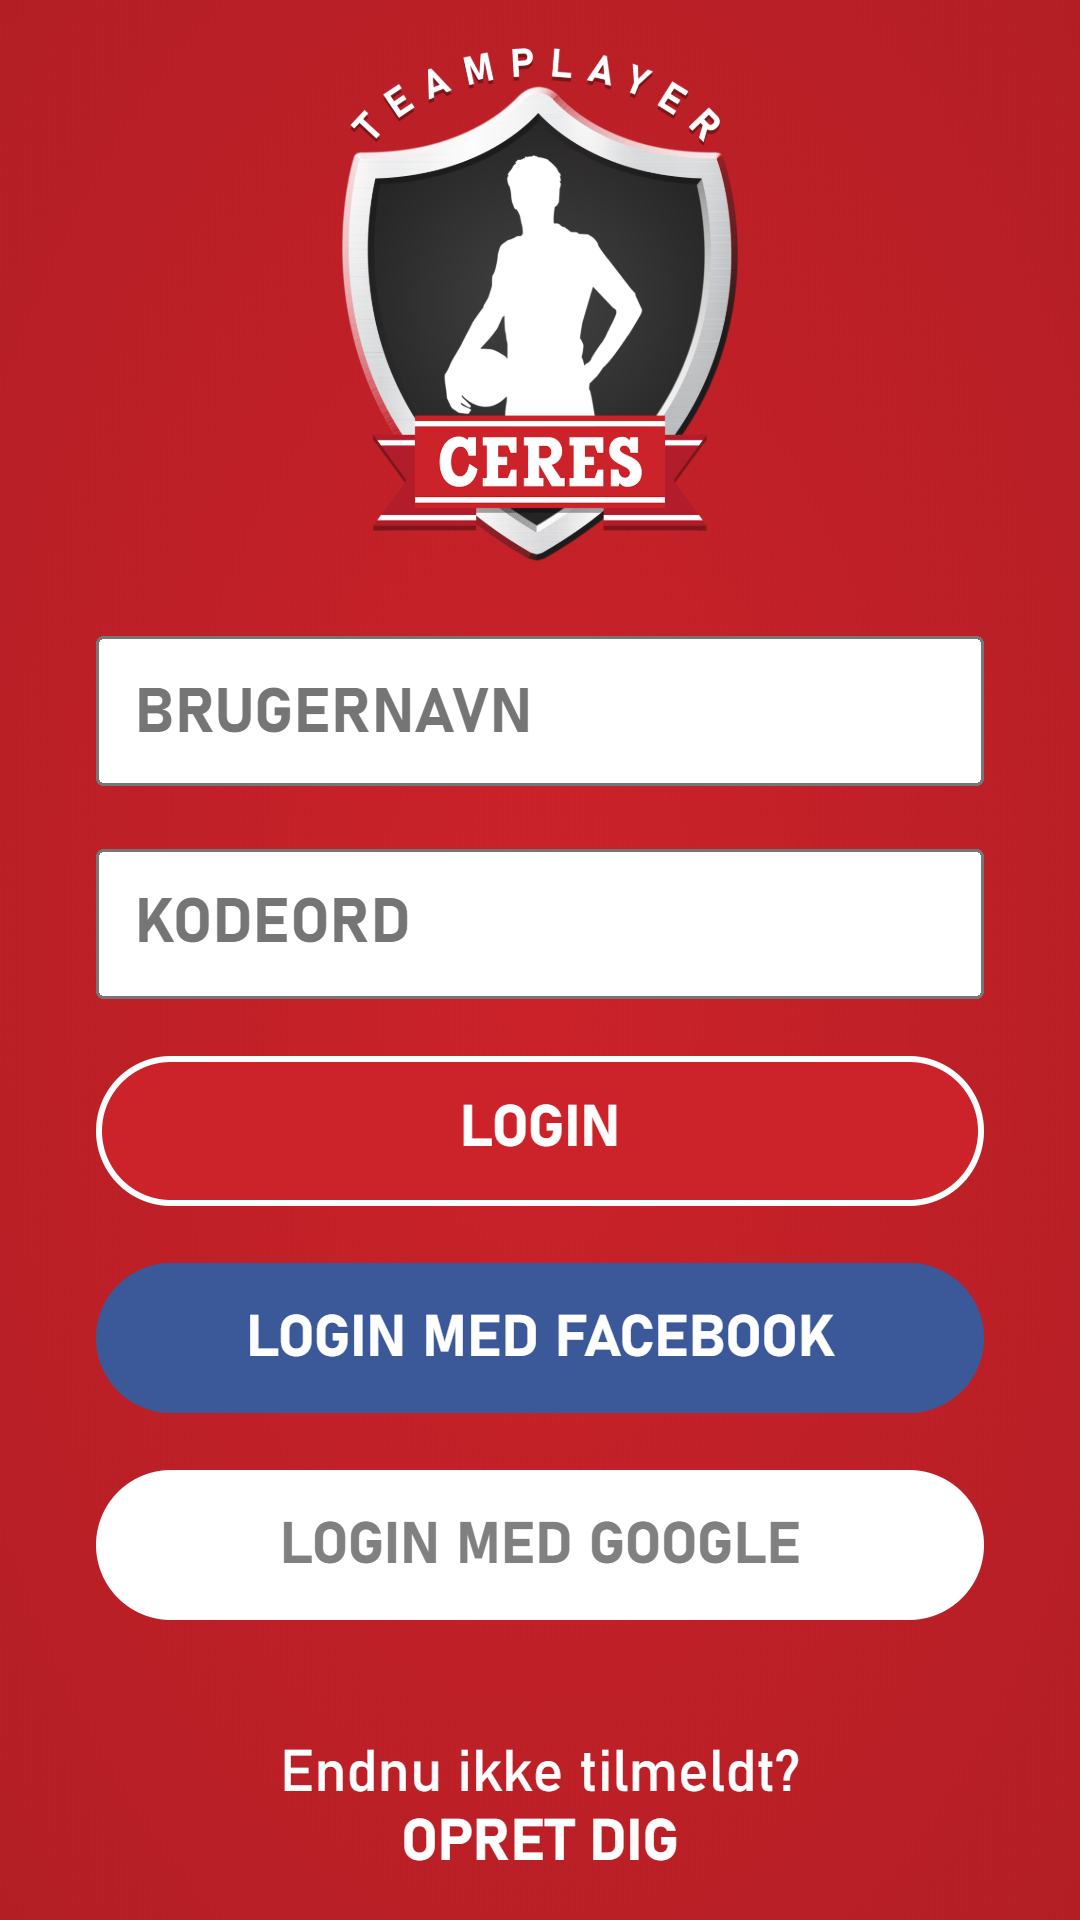 TEAMPLAYER
CERES
BRUGERNAVN
KODEORD
LOGIN
LOGIN MED FACEBOOK
LOGIN MED GOOGLE
Endnu ikke tilmeldt?
OPRET DIG